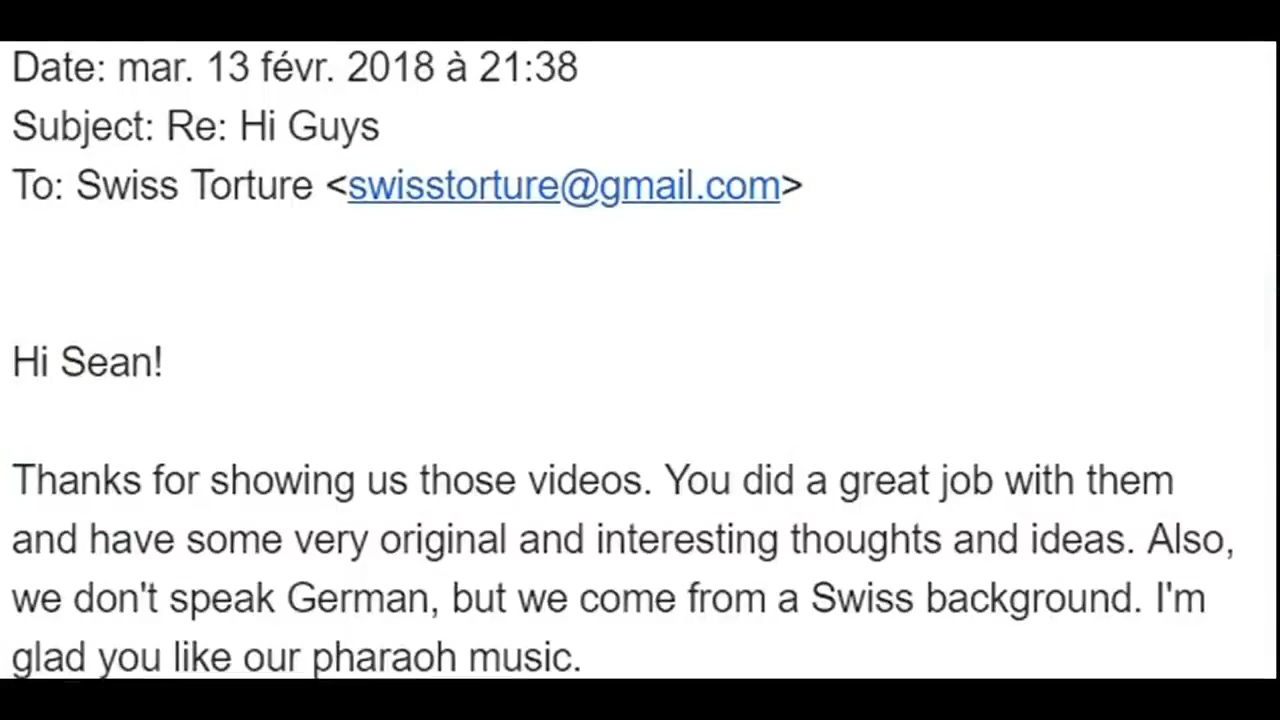 Date: mar. 13 févr. 2018 à 21:38
Subject: Re: Hi Guys
To: Swiss Torture <swisstorture@gmail.com>
Hi Sean!
Thanks for showing us those videos. You did a great job with them
and have some very original and interesting thoughts and ideas. Also,
we don't speak German, but we come from a Swiss background. I'm
glad you like our pharaoh music.